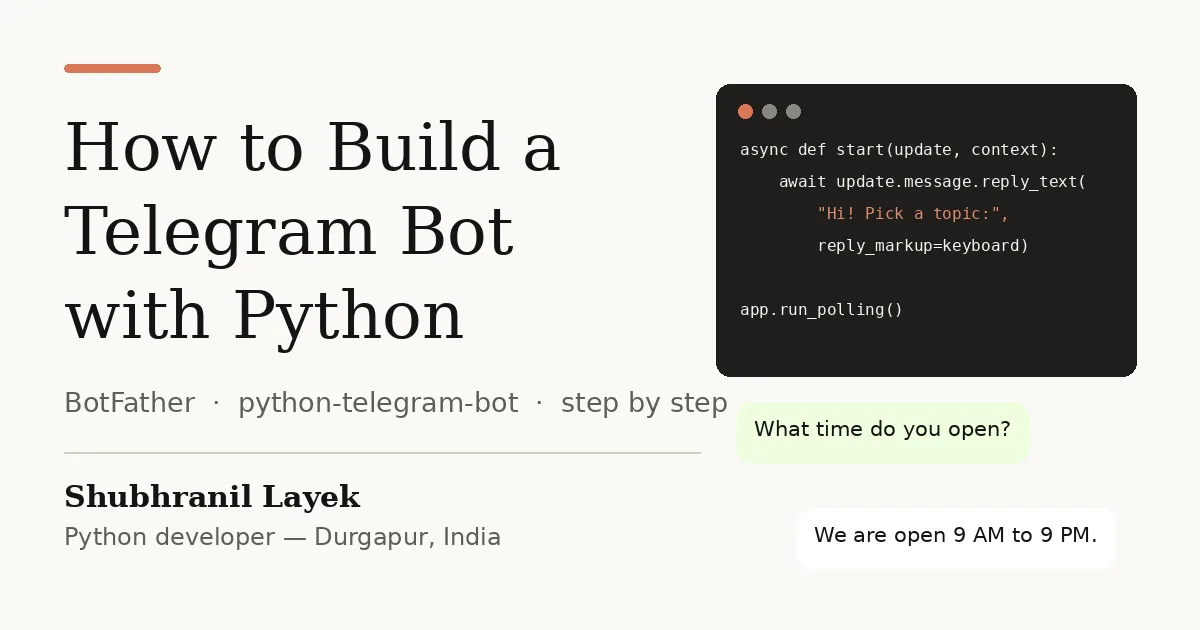 How to Build a
Telegram Bot
with Python
BotFather · python-telegram-bot · step by step
Shubhranil Layek
Python developer — Durgapur, India
async def start(update, context):
    await update.message.reply_text(
        "Hi! Pick a topic:",
        reply_markup=keyboard)
app.run_polling()
What time do you open?
We are open 9 AM to 9 PM.